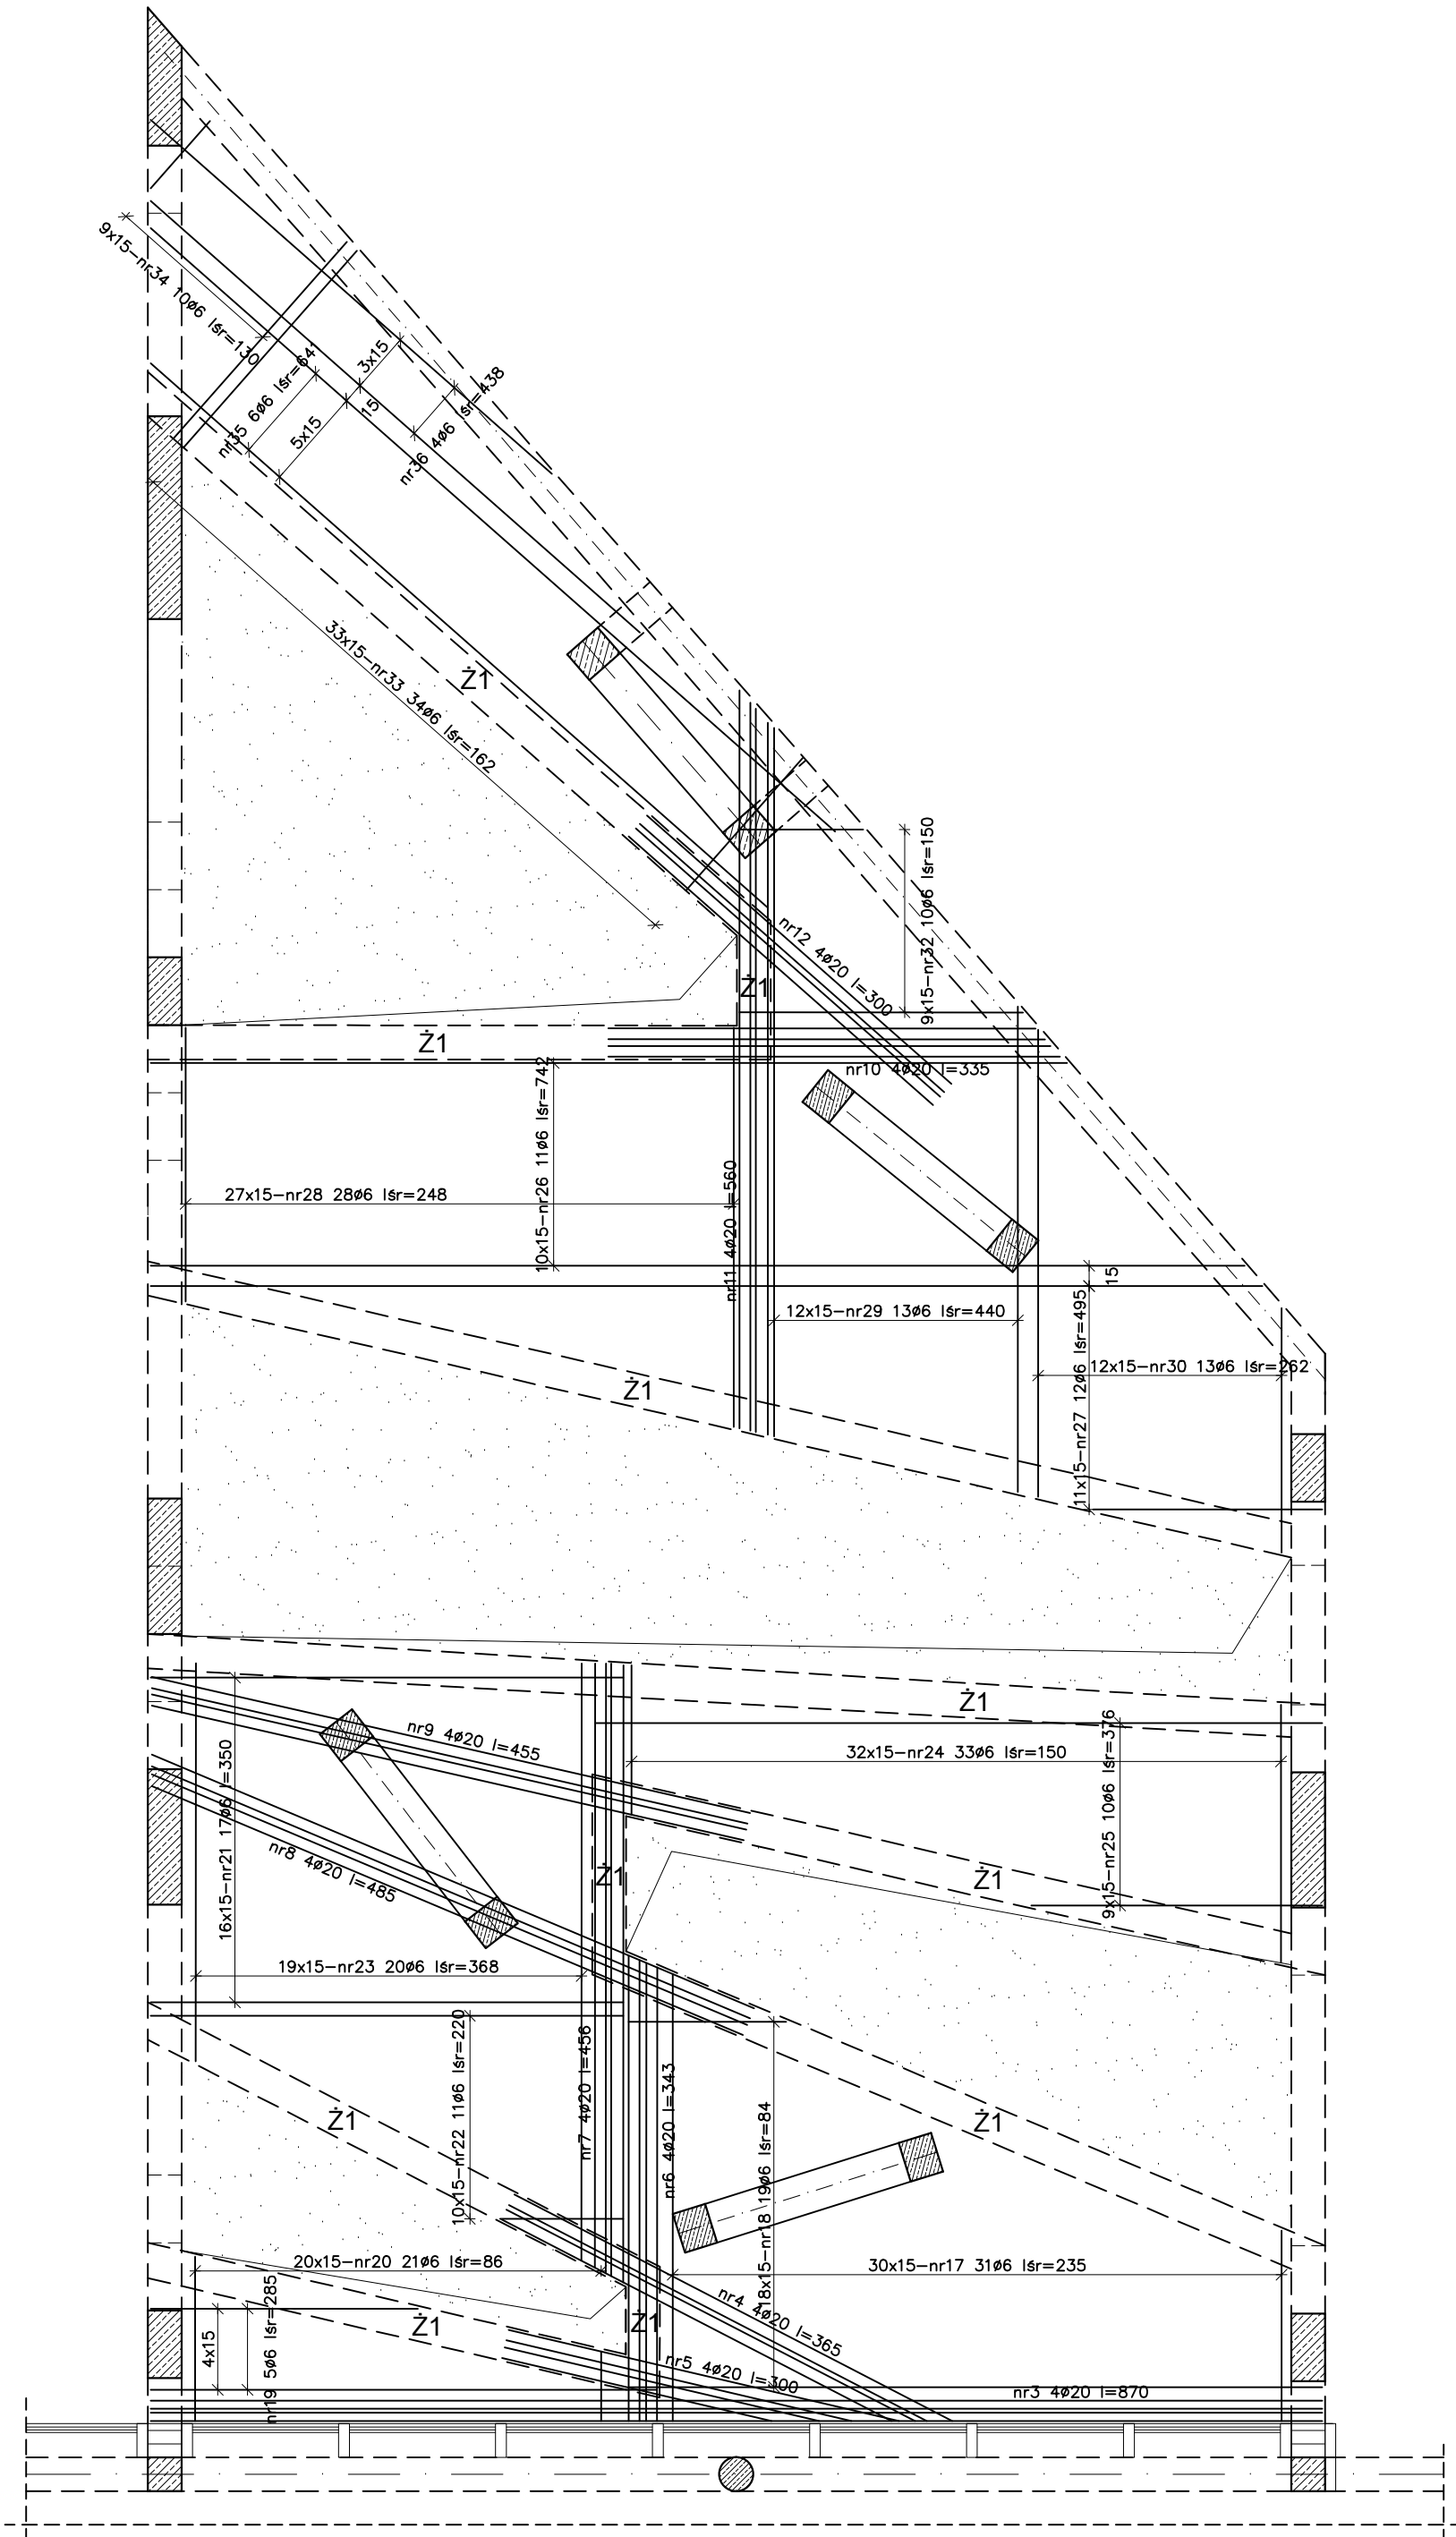 9x15-nr34 10ø6 lśr=130
nr35 6ø6 lśr=641
3x15
5x15
15
nr36 4ø6 lśr=438
33x15-nr33 34ø6 lśr=162
Ż1
9x15-nr32 10ø6 lśr=150
nr12 4ø20 l=300
Ż1
Ż1
nr10 4ø20 l=335
10x15-nr26 11ø6 lśr=742
27x15-nr28 28ø6 lśr=248
nr11 4ø20 l=560
15
12x15-nr29 13ø6 lśr=440
11x15-nr27 12ø6 lśr=495
12x15-nr30 13ø6 lśr=262
Ż1
Ż1
nr9 4ø20 l=455
32x15-nr24 33ø6 lśr=150
16x15-nr21 17ø6 l=350
9x15-nr25 10ø6 lśr=376
nr8 4ø20 l=485
Ż1
Ż1
19x15-nr23 20ø6 lśr=368
10x15-nr22 11ø6 lśr=220
nr7 4ø20 l=456
nr6 4ø20 l=343
18x15-nr18 19ø6 lśr=84
Ż1
Ż1
20x15-nr20 21ø6 lśr=86
30x15-nr17 31ø6 lśr=235
nr4 4ø20 l=365
4x15
nr19 5ø6 lśr=285
Ż1
Ż1
nr5 4ø20 l=300
nr3 4ø20 l=870